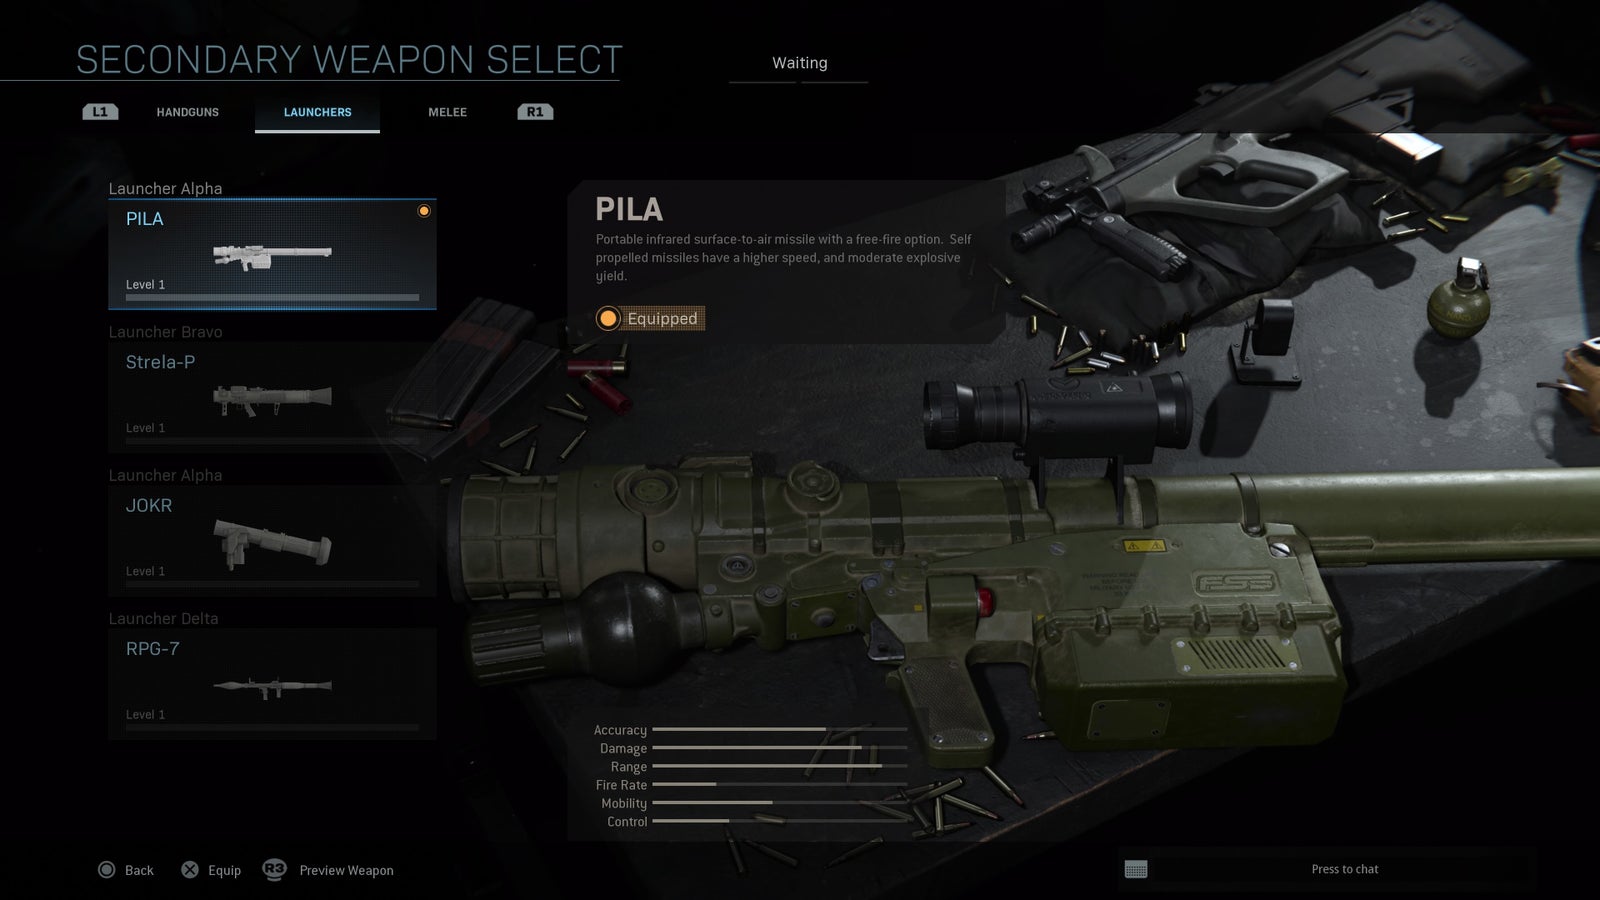 SECONDARY WEAPON SELECT
Waiting
L1 HANDGUNS LAUNCHERS MELEE R1
Launcher Alpha
PILA
Level 1
Launcher Bravo
Strela-P
Level 1
Launcher Alpha
JOKR
Level 1
Launcher Delta
RPG-7
Level 1
PILA
Portable infrared surface-to-air missile with a free-fire option. Self
propelled missiles have a higher speed, and moderate explosive
yield.
Equipped
FSS
Accuracy
Damage
Range
Fire Rate
Mobility
Control
Back Equip R3 Preview Weapon
Press to chat